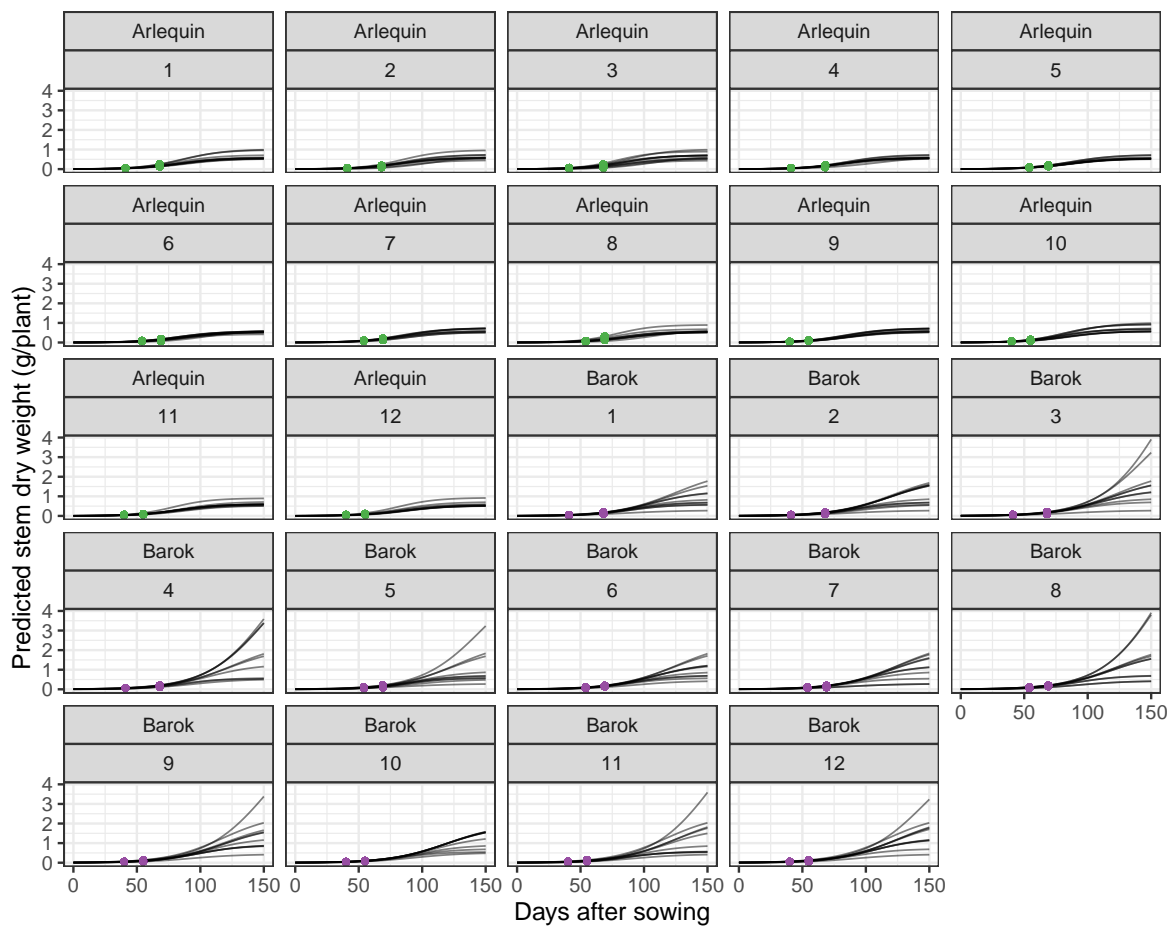 Arlequin Arlequin Arlequin Arlequin Arlequin
1 2 3 4 5
4
3
2
1
0
Arlequin Arlequin Arlequin Arlequin Arlequin
6 7 8 9 10
4
3
2
1
0
Arlequin Arlequin Barok Barok Barok
11 12 1 2 3
4
3
2
1
0
Barok Barok Barok Barok Barok
4 5 6 7 8
4
3
2
1
0
0 50 100 150
Barok Barok Barok Barok
9 10 11 12
4
3
2
1
0
0 50 100 150 0 50 100 150 0 50 100 150 0 50 100 150
Days after sowing
Predicted stem dry weight (g/plant)